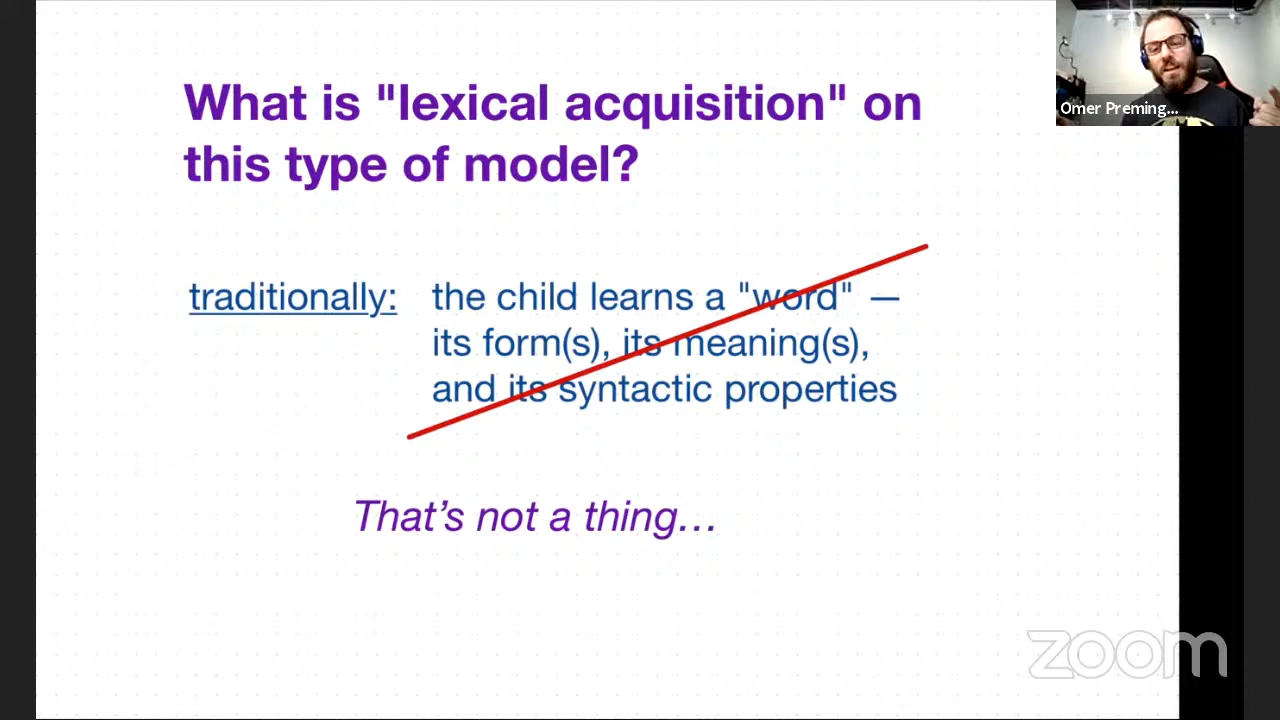 What is "lexical acquisition" on
this type of model?
traditionally: the child learns a "word" —
its form(s), its meaning(s),
and its syntactic properties
That's not a thing…
Omer Preming...
zoom